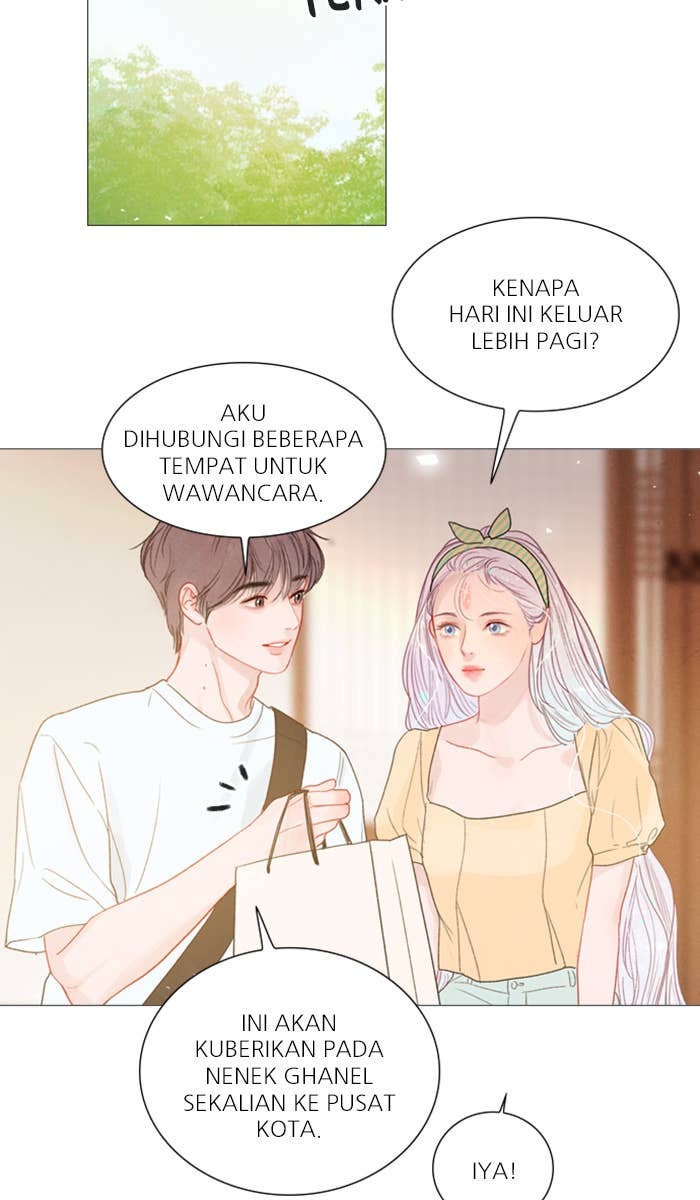 KENAPA
HARI INI KELUAR
LEBIH PAGI?
AKU
DIHUBUNGI BEBERAPA
TEMPAT UNTUK
WAWANCARA.
INI AKAN
KUBERIKAN PADA
NENEK GHANEL
SEKALIAN KE PUSAT
KOTA.
IYA!